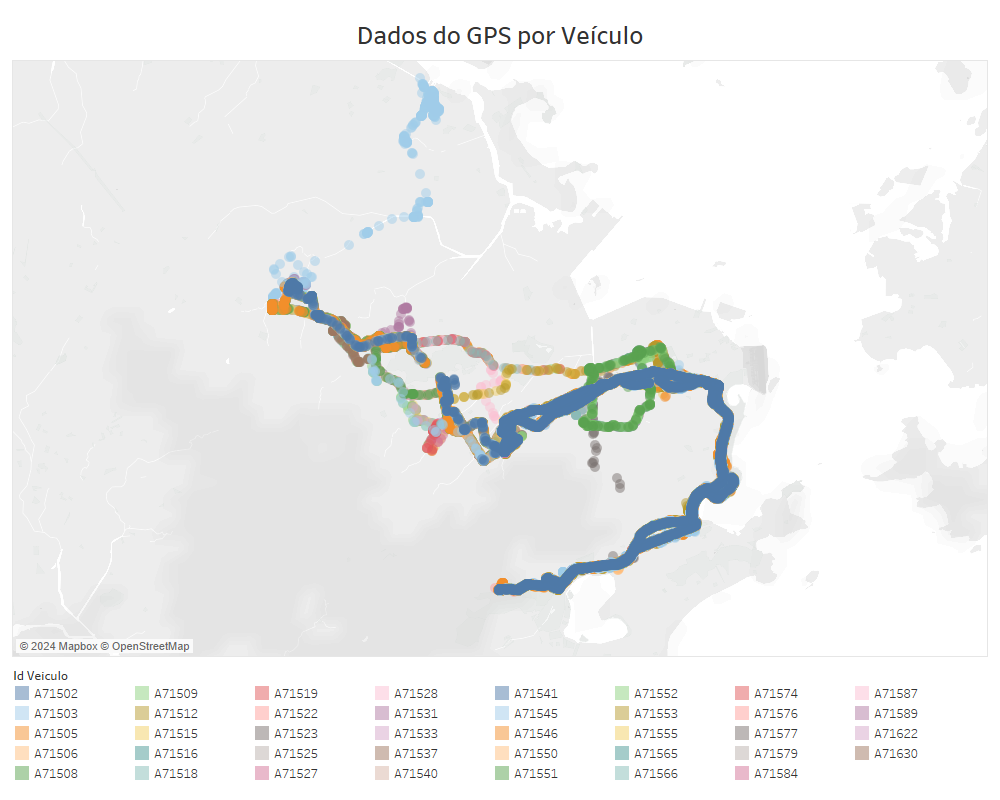 Dados do GPS por Veículo
© 2024 Mapbox © OpenStreetMap
Id Veiculo
A71502 A71509 A71519 A71528 A71541 A71552 A71574 A71587
A71503 A71512 A71522 A71531 A71545 A71553 A71576 A71589
A71505 A71515 A71523 A71533 A71546 A71555 A71577 A71622
A71506 A71516 A71525 A71537 A71550 A71565 A71579 A71630
A71508 A71518 A71527 A71540 A71551 A71566 A71584